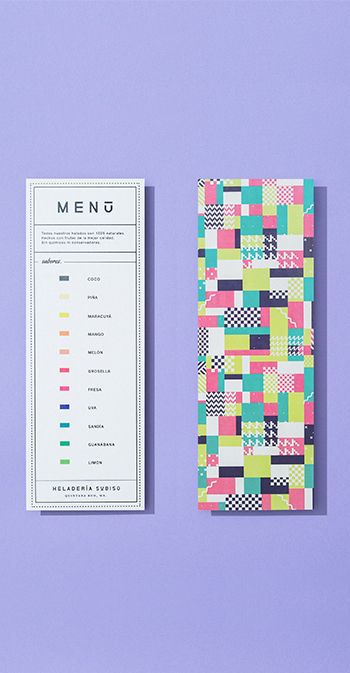 MENŪ
Todos nuestros helados son 100% naturales,
hechos con frutas de la mejor calidad.
Sin químicos ni conservadores.
sabores.
COCO
PIÑA
MARACUYÁ
MANGO
MELÓN
GROSELLA
FRESA
UVA
SANDÍA
GUANÁBANA
LIMÓN
HELADERÍA SUBISO
QUINTANA ROO, MX.